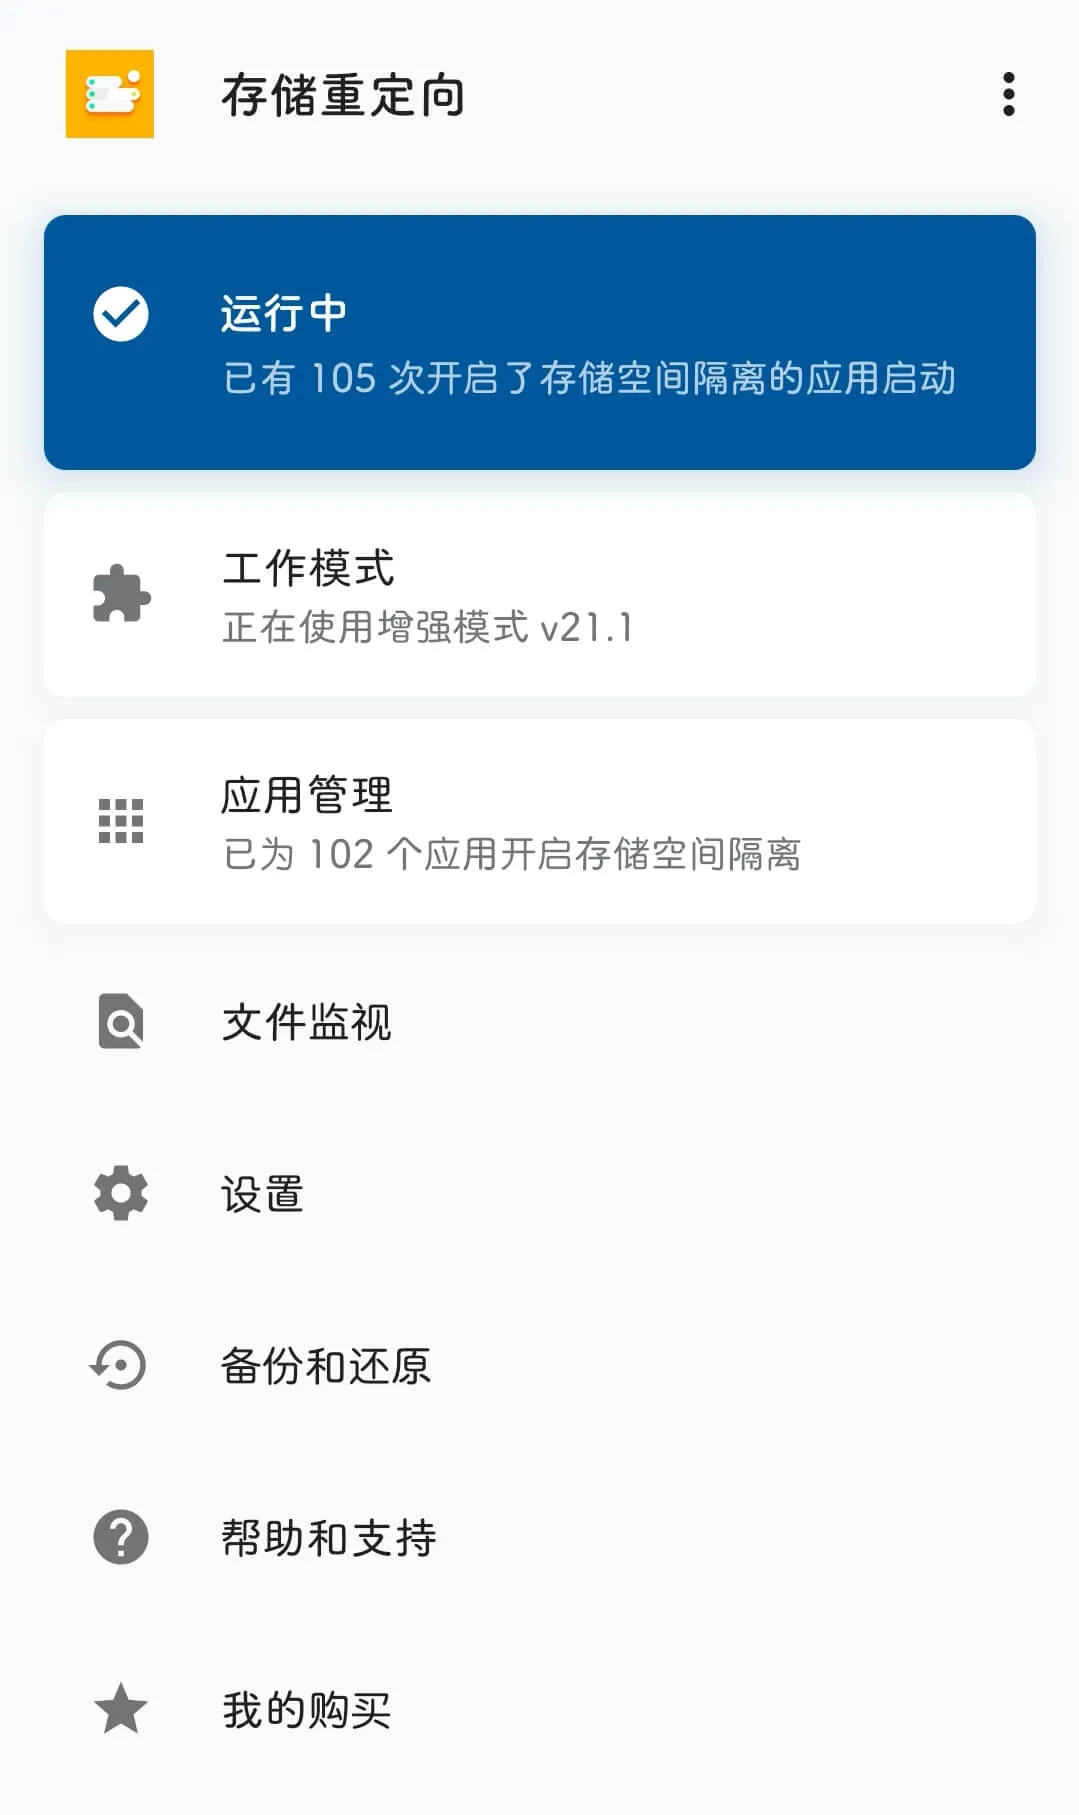 存储重定向
运行中
已有 105 次开启了存储空间隔离的应用启动
工作模式
正在使用增强模式 v21.1
应用管理
已为 102 个应用开启存储空间隔离
文件监视
设置
备份和还原
帮助和支持
我的购买